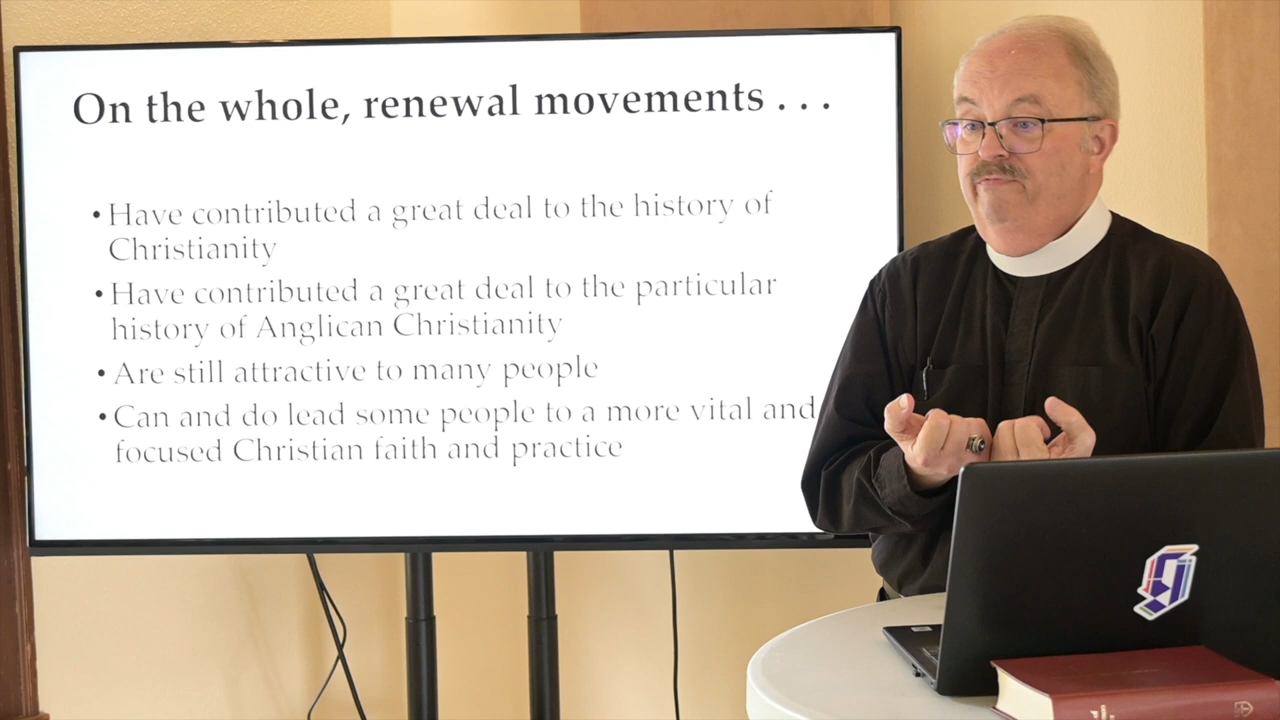 On the whole, renewal movements . . .
• Have contributed a great deal to the history of
Christianity
• Have contributed a great deal to the particular
history of Anglican Christianity
• Are still attractive to many people
• Can and do lead some people to a more vital and
focused Christian faith and practice